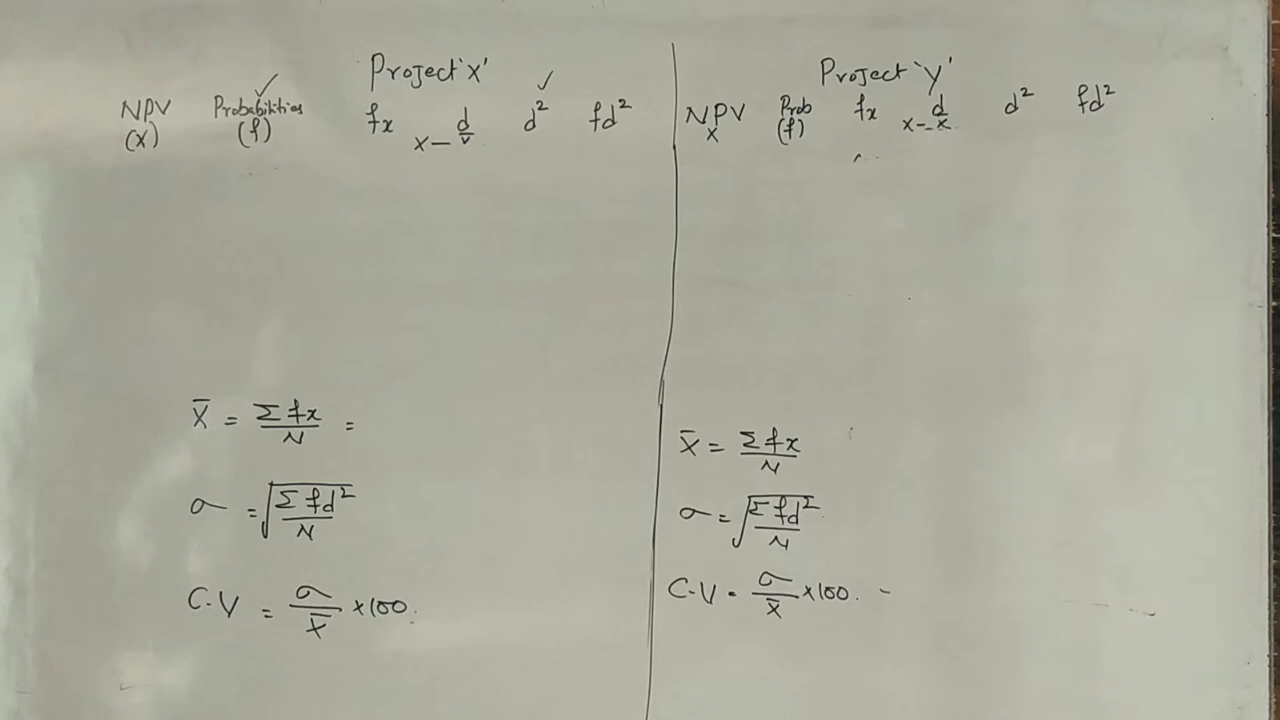 Project 'X'
NPV Probabilities fx d d² fd²
(X) (f) X –
X̄ = Σfx / N =
σ = √(Σfd² / N)
C.V = σ / X̄ × 100.
Project 'Y'
NPV Prob fx d d² fd²
X (f) X – X
X̄ = Σfx / N
σ = √(Σfd² / N)
C.V = σ / X̄ × 100.